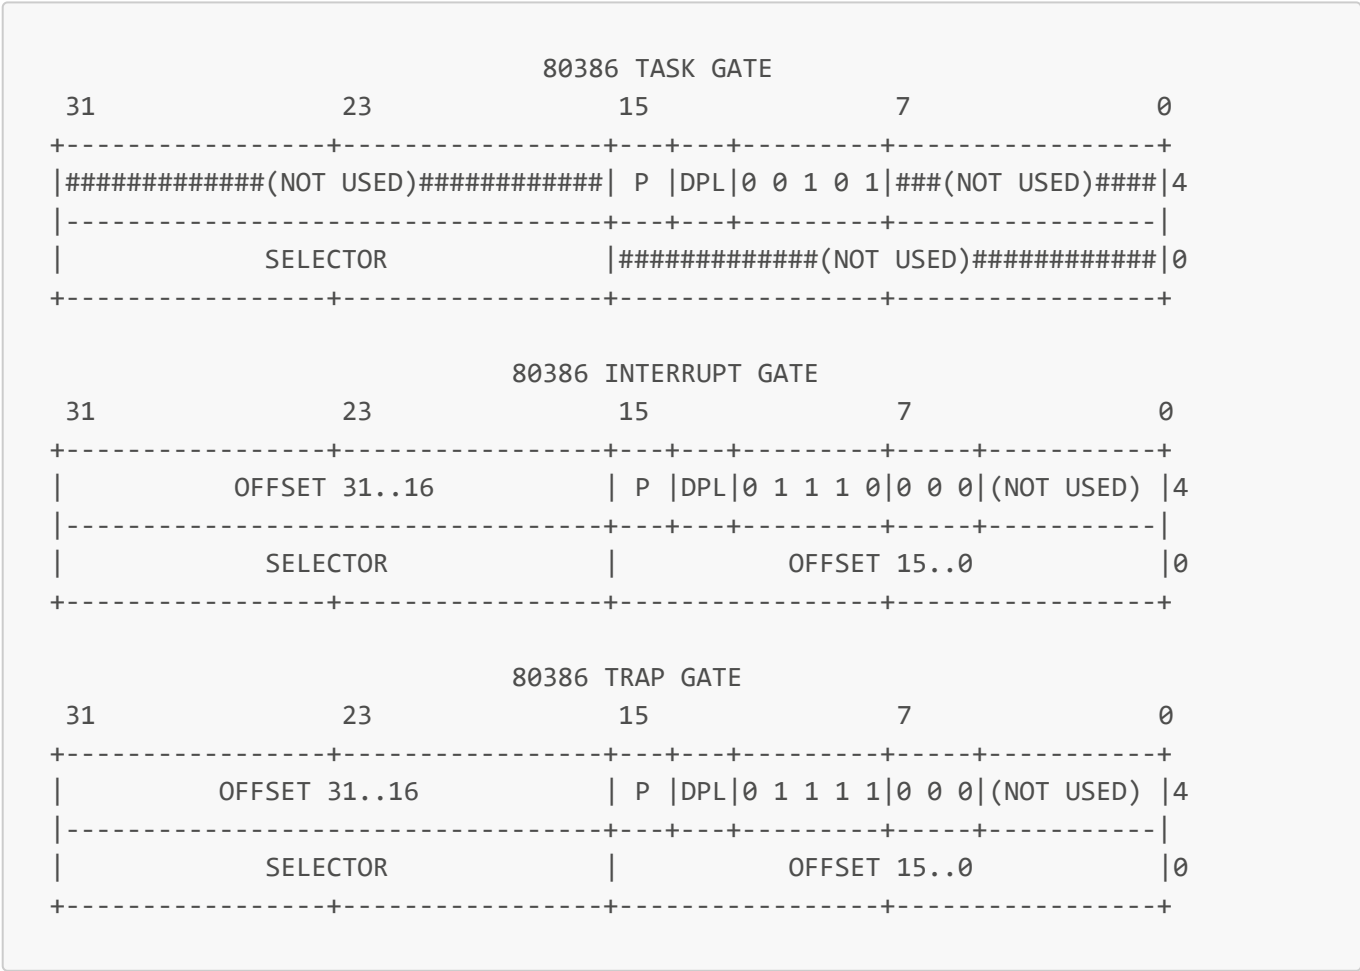 80386 TASK GATE
 31                23                15                7                0
+-----------------+-----------------+---+---+---------+-----------------+
|#############(NOT USED)############| P |DPL|0 0 1 0 1|###(NOT USED)####|4
|-----------------------------------+---+---+---------+-----------------|
|             SELECTOR              |#############(NOT USED)############|0
+-----------------+-----------------+-----------------+-----------------+
                              80386 INTERRUPT GATE
 31                23                15                7                0
+-----------------+-----------------+---+---+---------+-----+-----------+
|           OFFSET 31..16           | P |DPL|0 1 1 1 0|0 0 0|(NOT USED) |4
|-----------------------------------+---+---+---------+-----+-----------|
|             SELECTOR              |           OFFSET 15..0            |0
+-----------------+-----------------+-----------------+-----------------+
                              80386 TRAP GATE
 31                23                15                7                0
+-----------------+-----------------+---+---+---------+-----+-----------+
|          OFFSET 31..16            | P |DPL|0 1 1 1 1|0 0 0|(NOT USED) |4
|-----------------------------------+---+---+---------+-----+-----------|
|             SELECTOR              |           OFFSET 15..0            |0
+-----------------+-----------------+-----------------+-----------------+